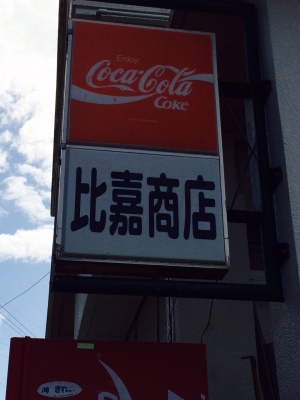 Enjoy
Coca-Cola
Coke
比嘉商店